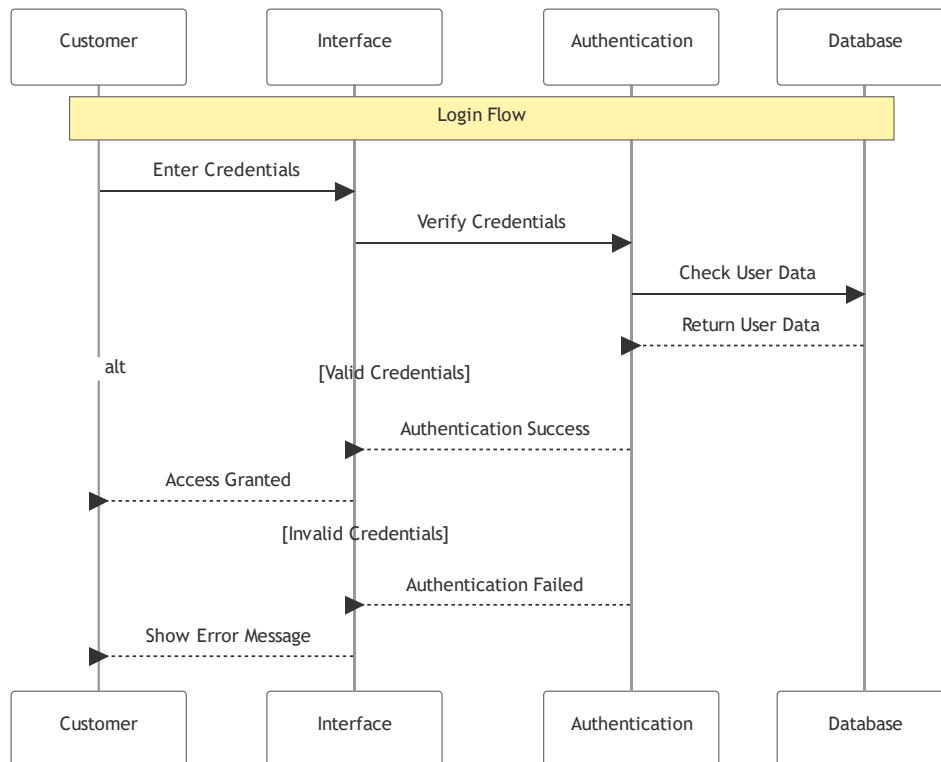 Customer
Interface
Authentication
Database
Login Flow
Enter Credentials
Verify Credentials
Check User Data
Return User Data
alt
[Valid Credentials]
Authentication Success
Access Granted
[Invalid Credentials]
Authentication Failed
Show Error Message
Customer
Interface
Authentication
Database